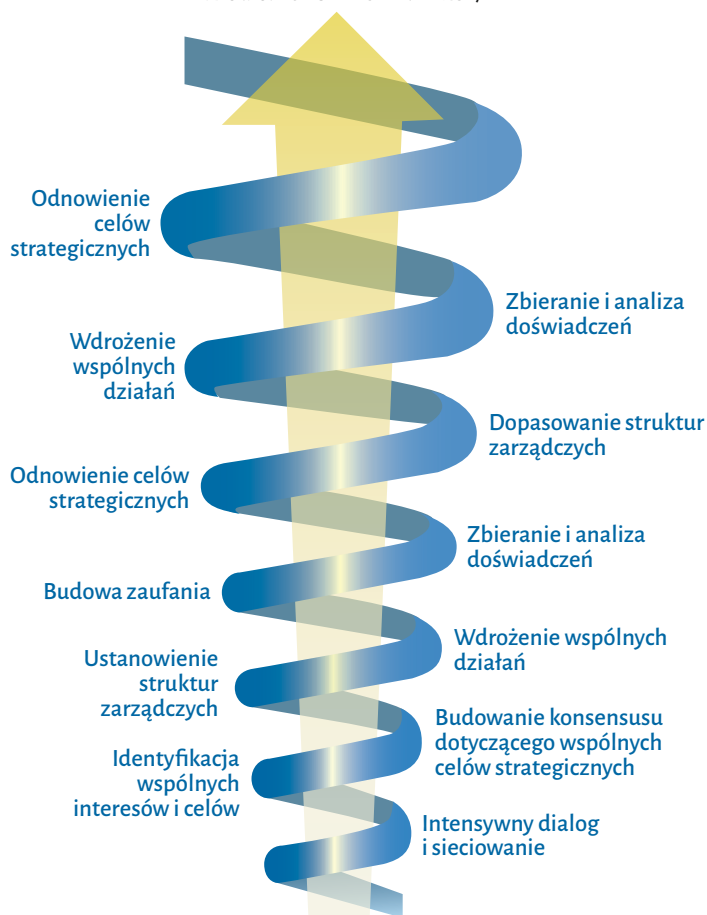 Odnowienie
celów
strategicznych
Zbieranie i analiza
doświadczeń
Wdrożenie
wspólnych
działań
Dopasowanie struktur
zarządczych
Odnowienie celów
strategicznych
Zbieranie i analiza
doświadczeń
Budowa zaufania
Wdrożenie wspólnych
działań
Ustanowienie
struktur
zarządczych
Budowanie konsensusu
dotyczącego wspólnych
celów strategicznych
Identyfikacja
wspólnych
interesów i celów
Intensywny dialog
i sieciowanie